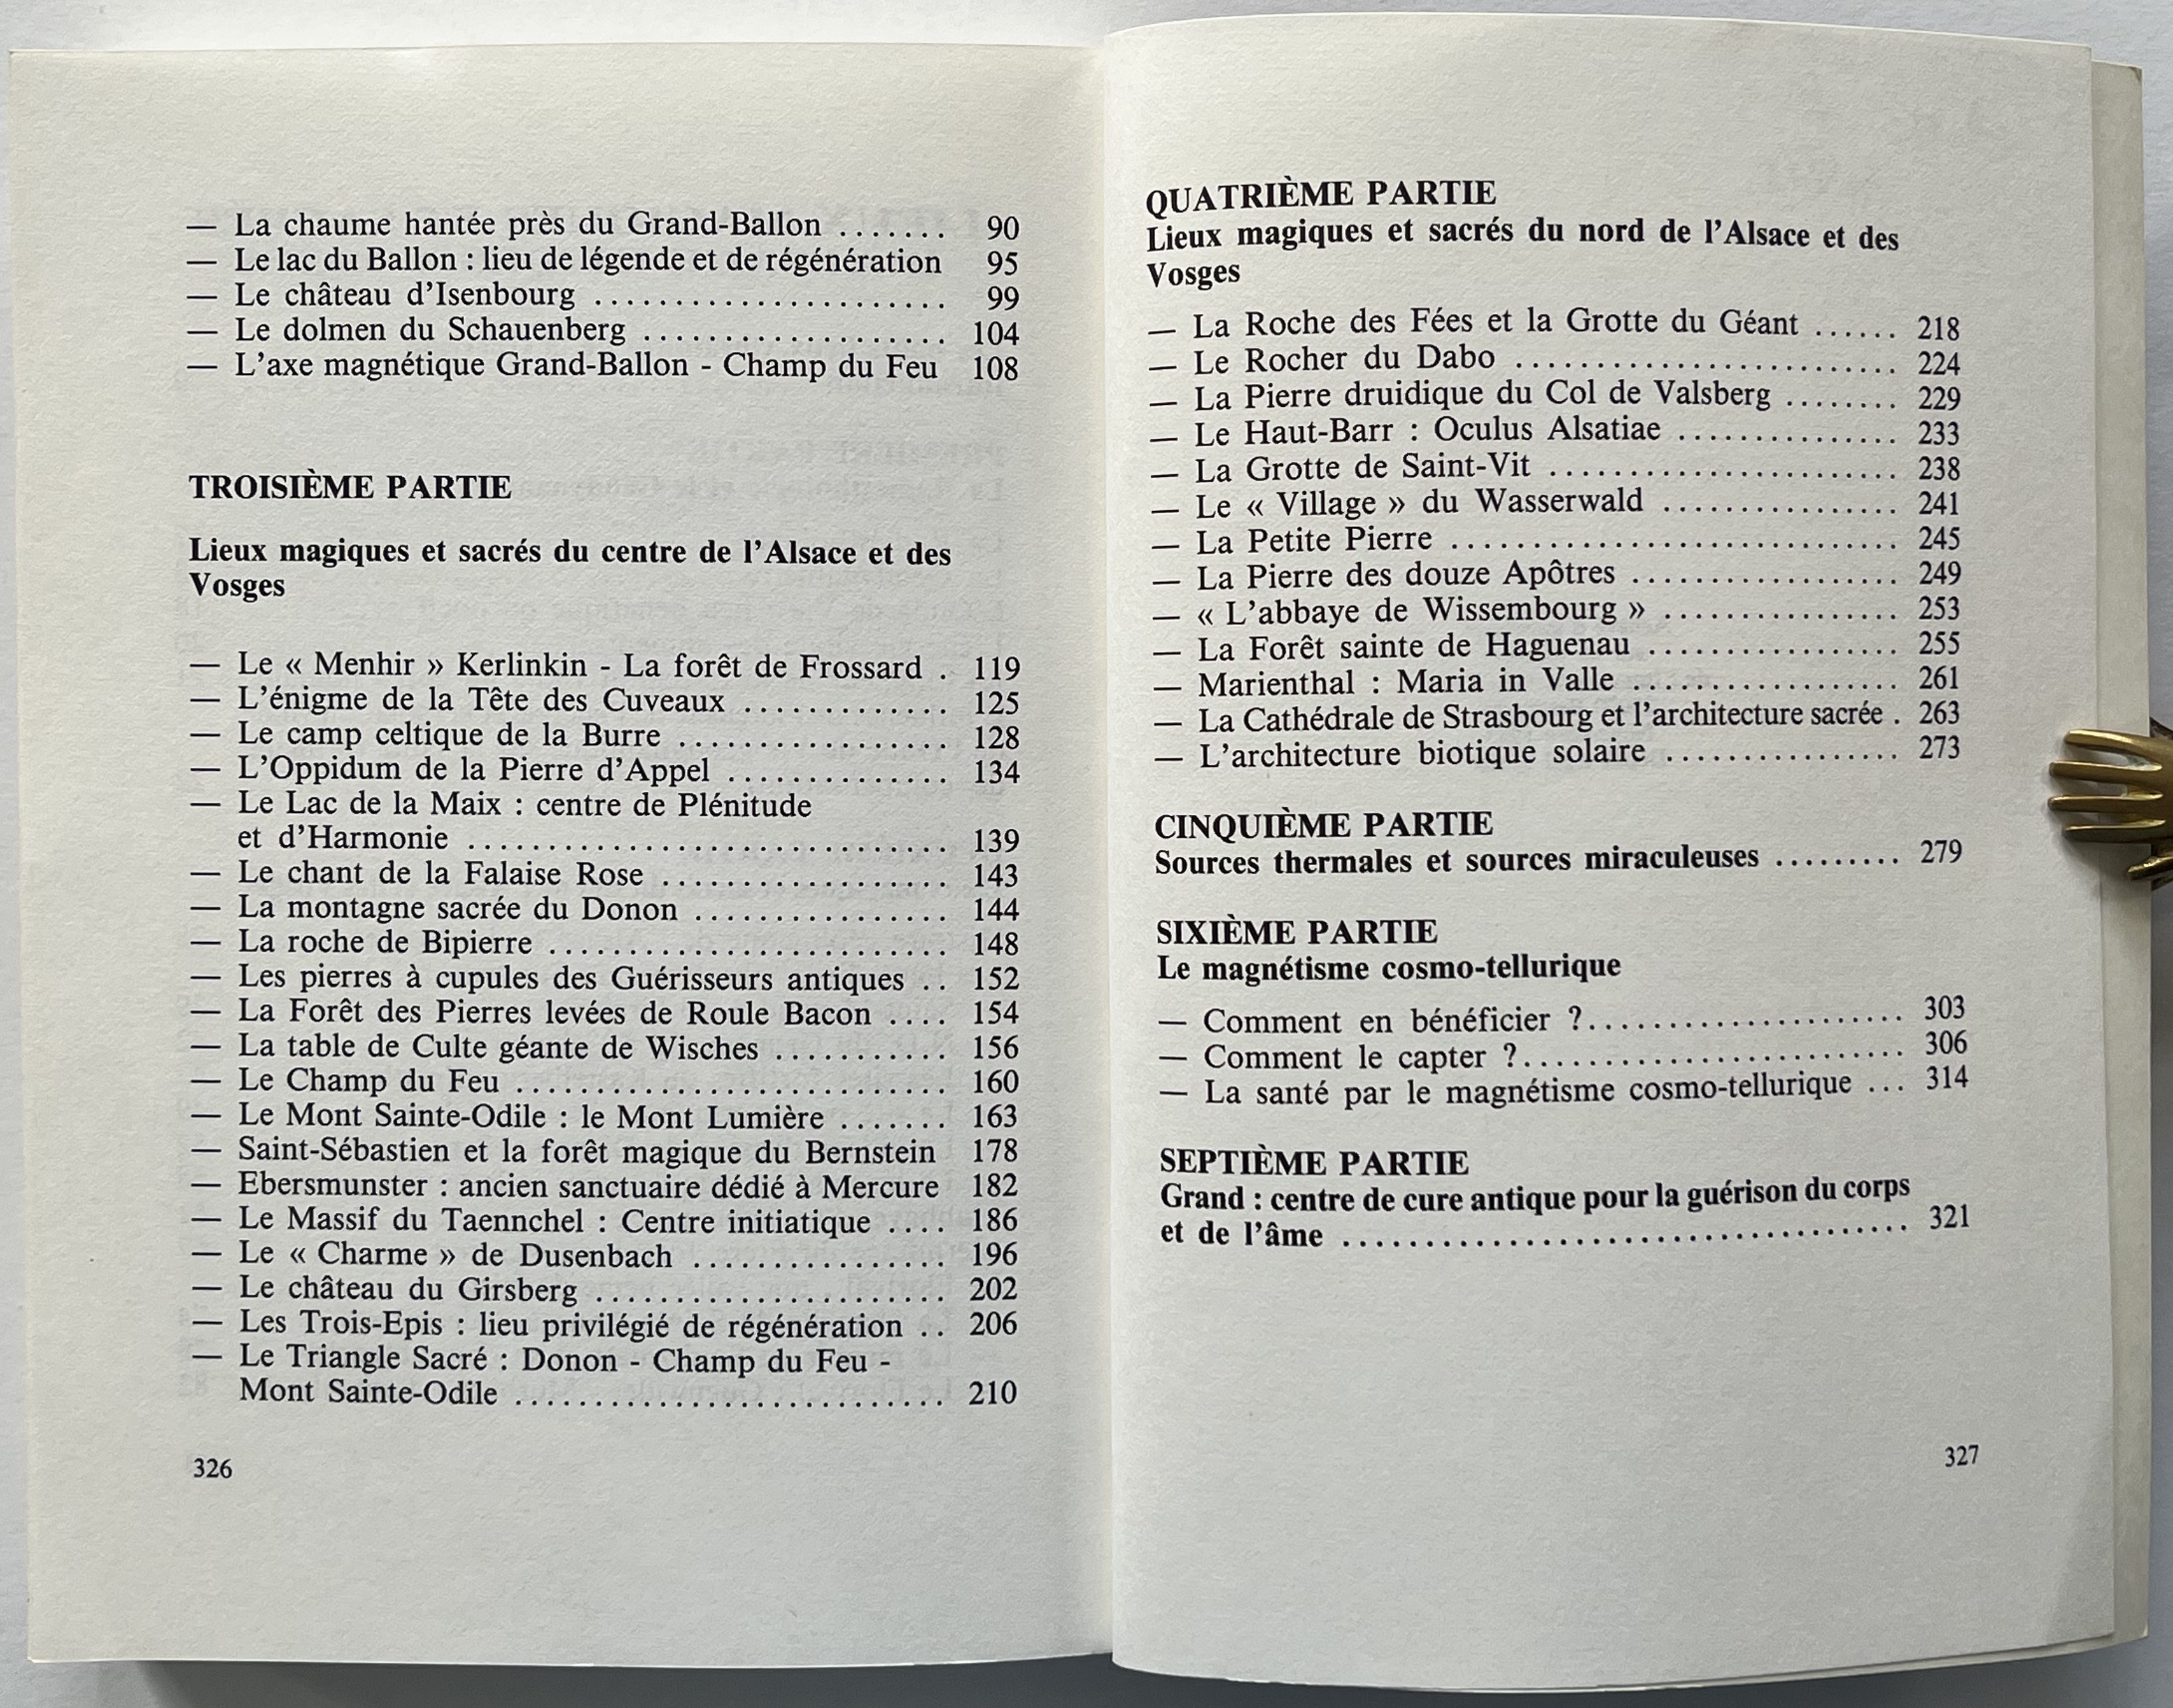 — La chaume hantée près du Grand-Ballon ....... 90
— Le lac du Ballon : lieu de légende et de régénération 95
— Le château d'Isenbourg ...................... 99
— Le dolmen du Schauenberg ................... 104
— L'axe magnétique Grand-Ballon - Champ du Feu 108
TROISIÈME PARTIE
Lieux magiques et sacrés du centre de l'Alsace et des
Vosges
— Le « Menhir » Kerlinkin - La forêt de Frossard . 119
— L'énigme de la Tête des Cuveaux ............. 125
— Le camp celtique de la Burre ................. 128
— L'Oppidum de la Pierre d'Appel .............. 134
— Le Lac de la Maix : centre de Plénitude
et d'Harmonie .............................. 139
— Le chant de la Falaise Rose .................. 143
— La montagne sacrée du Donon ................ 144
— La roche de Bipierre ......................... 148
— Les pierres à cupules des Guérisseurs antiques .. 152
— La Forêt des Pierres levées de Roule Bacon .... 154
— La table de Culte géante de Wisches ........... 156
— Le Champ du Feu ........................... 160
— Le Mont Sainte-Odile : le Mont Lumière ....... 163
— Saint-Sébastien et la forêt magique du Bernstein 178
— Ebersmunster : ancien sanctuaire dédié à Mercure 182
— Le Massif du Taennchel : Centre initiatique .... 186
— Le « Charme » de Dusenbach ................ 196
— Le château du Girsberg ...................... 202
— Les Trois-Epis : lieu privilégié de régénération .. 206
— Le Triangle Sacré : Donon - Champ du Feu -
Mont Sainte-Odile ........................... 210
326
QUATRIÈME PARTIE
Lieux magiques et sacrés du nord de l'Alsace et des
Vosges
— La Roche des Fées et la Grotte du Géant ...... 218
— Le Rocher du Dabo ......................... 224
— La Pierre druidique du Col de Valsberg ........ 229
— Le Haut-Barr : Oculus Alsatiae ............... 233
— La Grotte de Saint-Vit ....................... 238
— Le « Village » du Wasserwald ................ 241
— La Petite Pierre ............................. 245
— La Pierre des douze Apôtres .................. 249
— « L'abbaye de Wissembourg » ................ 253
— La Forêt sainte de Haguenau ................. 255
— Marienthal : Maria in Valle .................. 261
— La Cathédrale de Strasbourg et l'architecture sacrée . 263
— L'architecture biotique solaire ................ 273
CINQUIÈME PARTIE
Sources thermales et sources miraculeuses ......... 279
SIXIÈME PARTIE
Le magnétisme cosmo-tellurique
— Comment en bénéficier ?...................... 303
— Comment le capter ?.......................... 306
— La santé par le magnétisme cosmo-tellurique ... 314
SEPTIÈME PARTIE
Grand : centre de cure antique pour la guérison du corps
et de l'âme ................................... 321
327